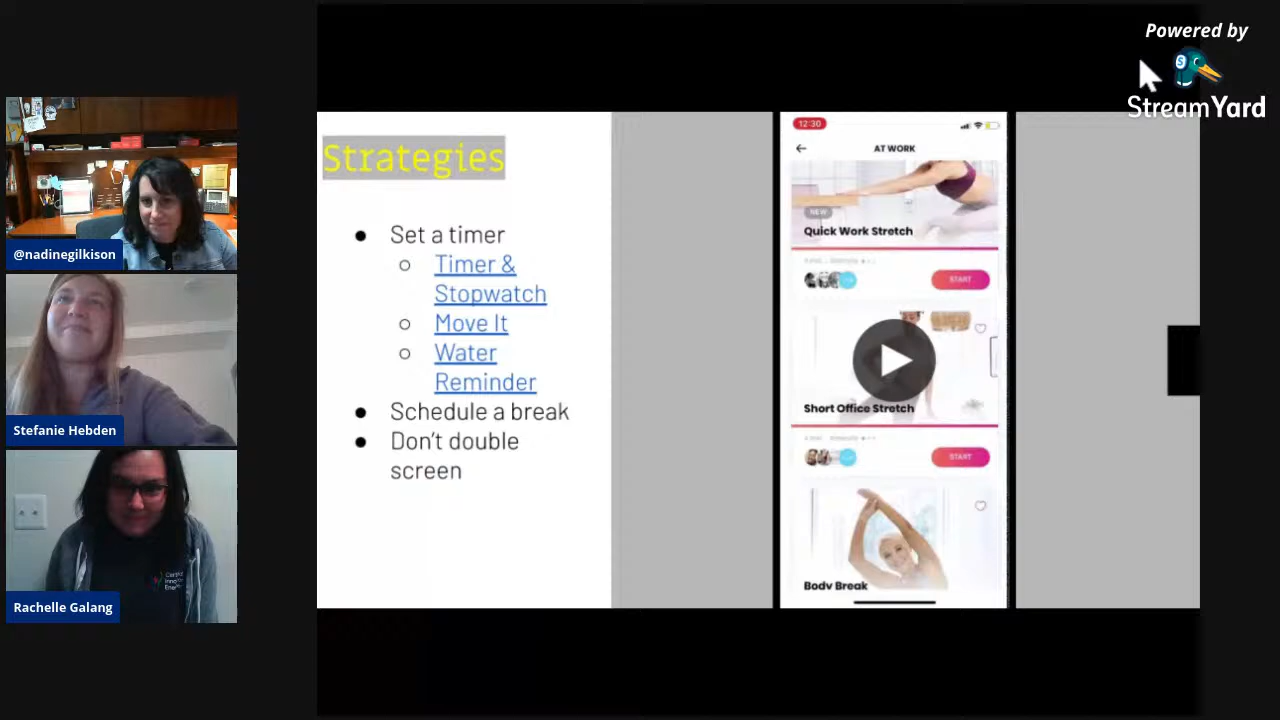 Powered by
StreamYard
@nadinegilkison
Stefanie Hebden
Rachelle Galang
Strategies
● Set a timer
○ Timer &
Stopwatch
○ Move It
○ Water
Reminder
● Schedule a break
● Don't double
screen
12:30
AT WORK
NEW
Quick Work Stretch
START
Short Office Stretch
START
Body Break